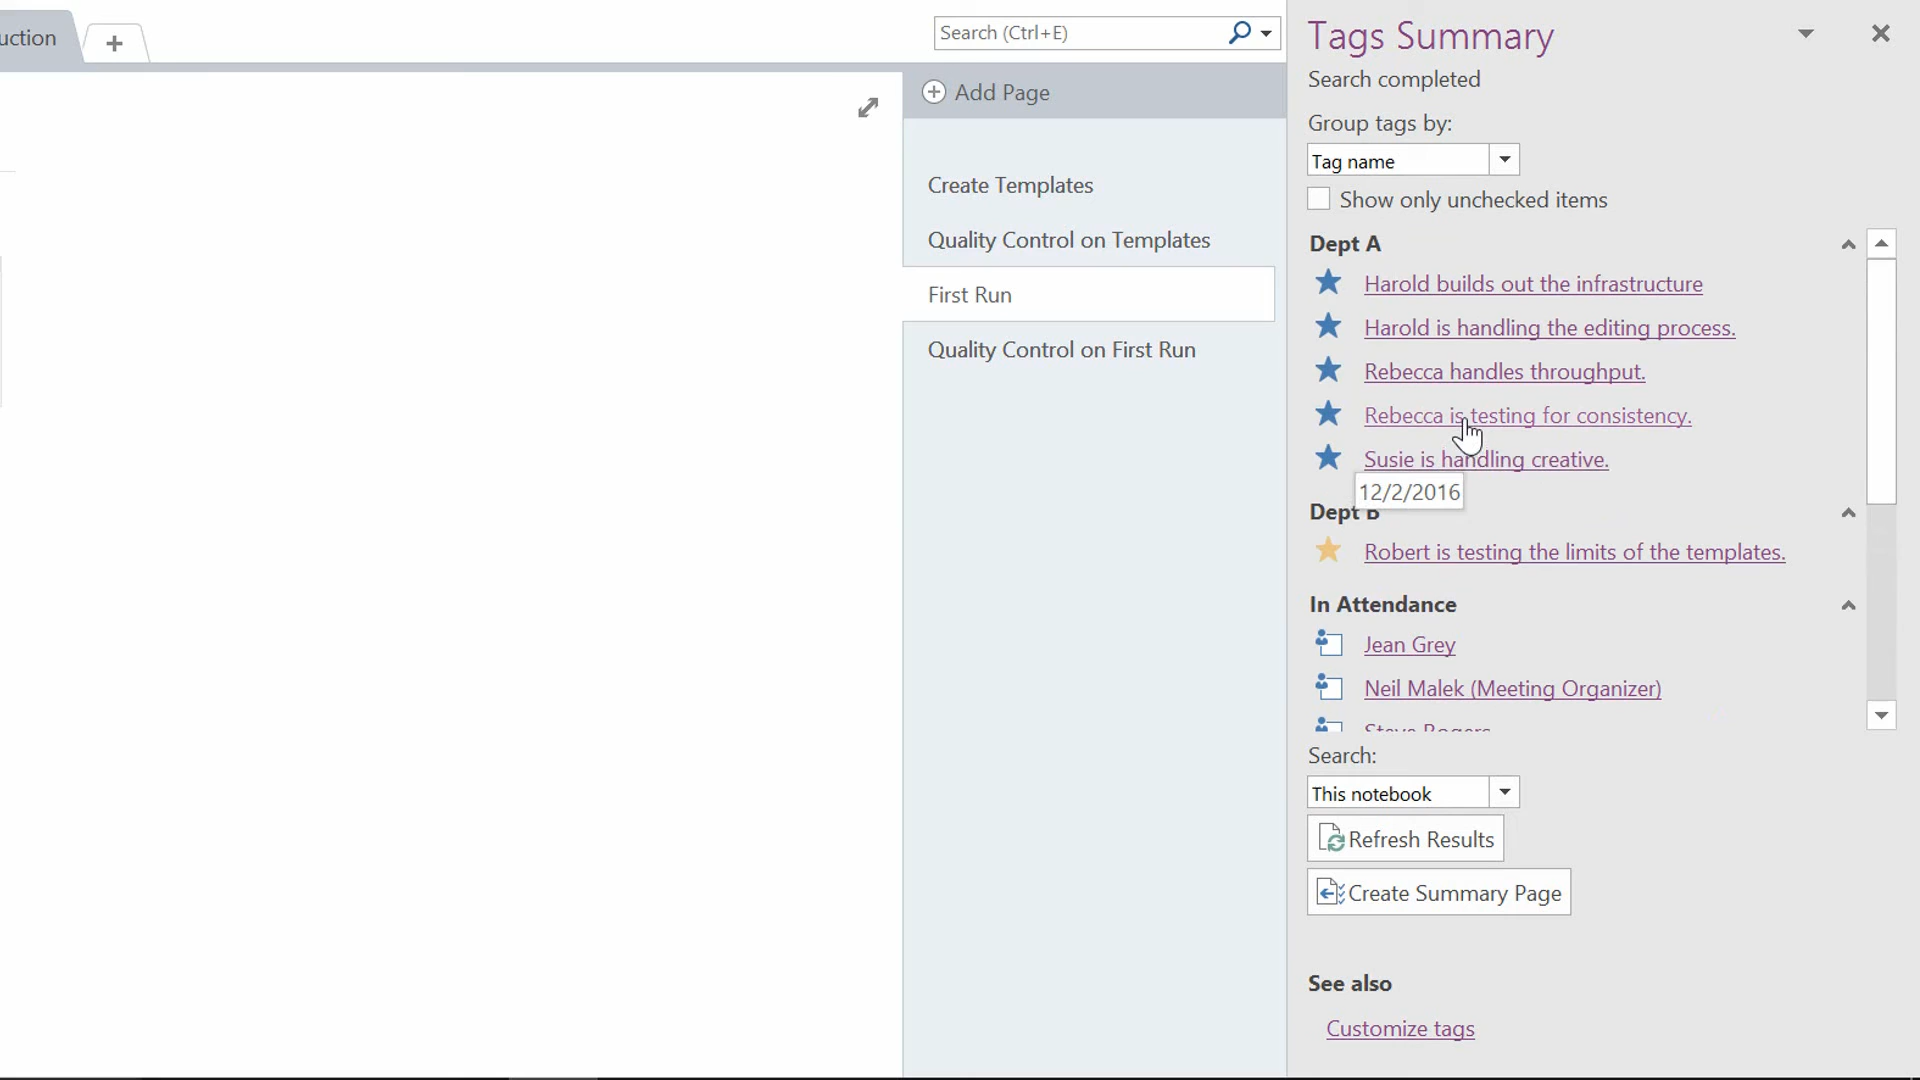 uction
Search (Ctrl+E)
Add Page
Create Templates
Quality Control on Templates
First Run
Quality Control on First Run
Tags Summary
Search completed
Group tags by:
Tag name
Show only unchecked items
Dept A
Harold builds out the infrastructure
Harold is handling the editing process.
Rebecca handles throughput.
Rebecca is testing for consistency.
Susie is handling creative.
12/2/2016
Dept B
Robert is testing the limits of the templates.
In Attendance
Jean Grey
Neil Malek (Meeting Organizer)
Steve Rogers
Search:
This notebook
Refresh Results
Create Summary Page
See also
Customize tags